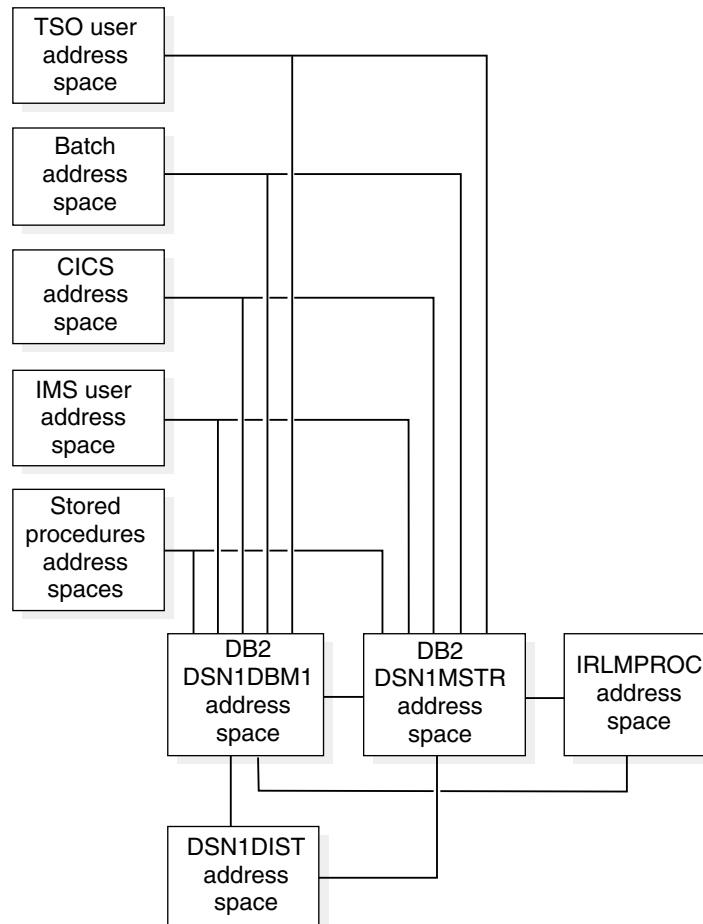 TSO user
address
space
Batch
address
space
CICS
address
space
IMS user
address
space
Stored
procedures
address
spaces
DB2
DSN1DBM1
address
space
DB2
DSN1MSTR
address
space
IRLMPROC
address
space
DSN1DIST
address
space